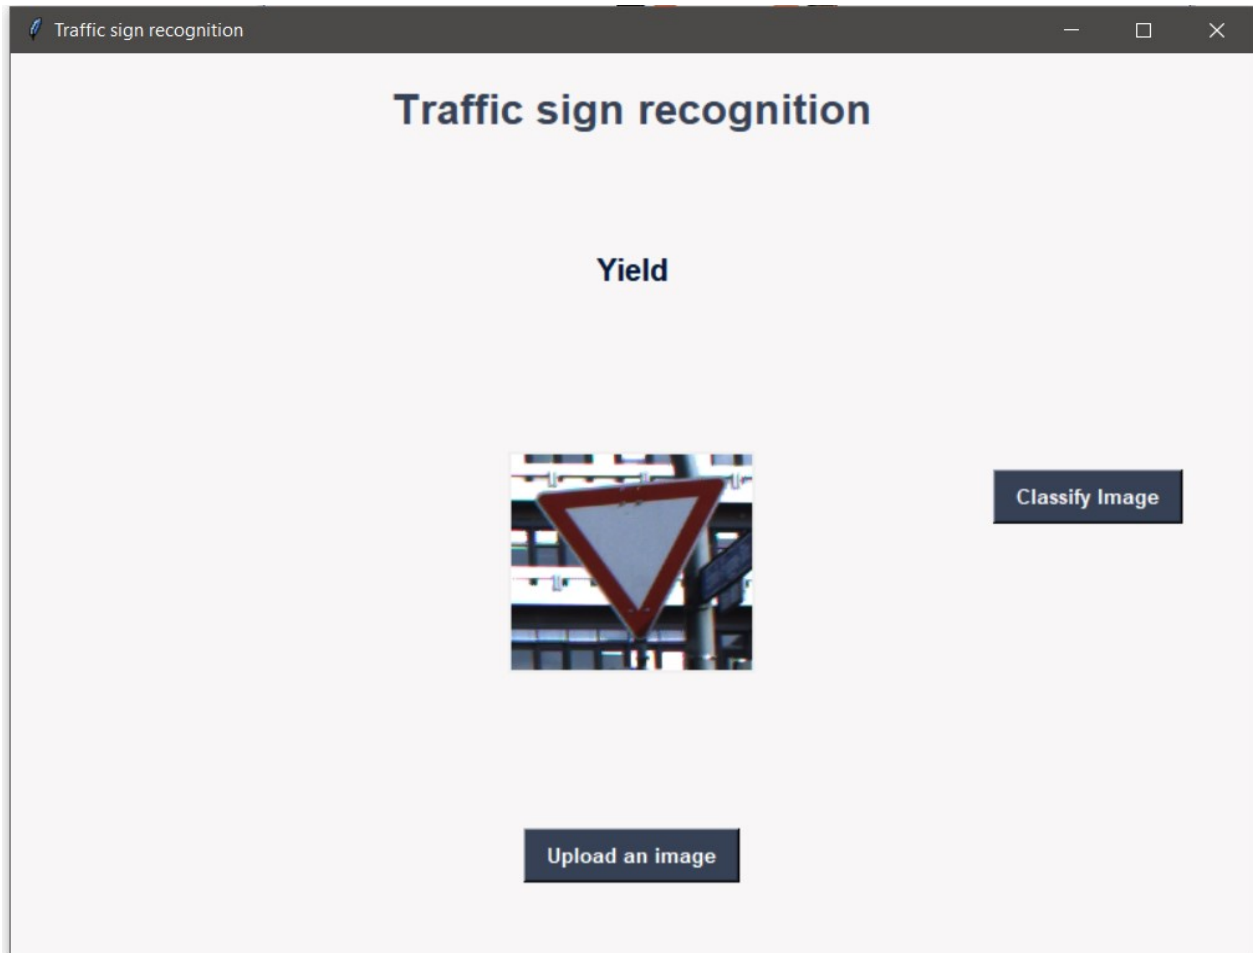 Traffic sign recognition
Traffic sign recognition
Yield
Classify Image
Upload an image